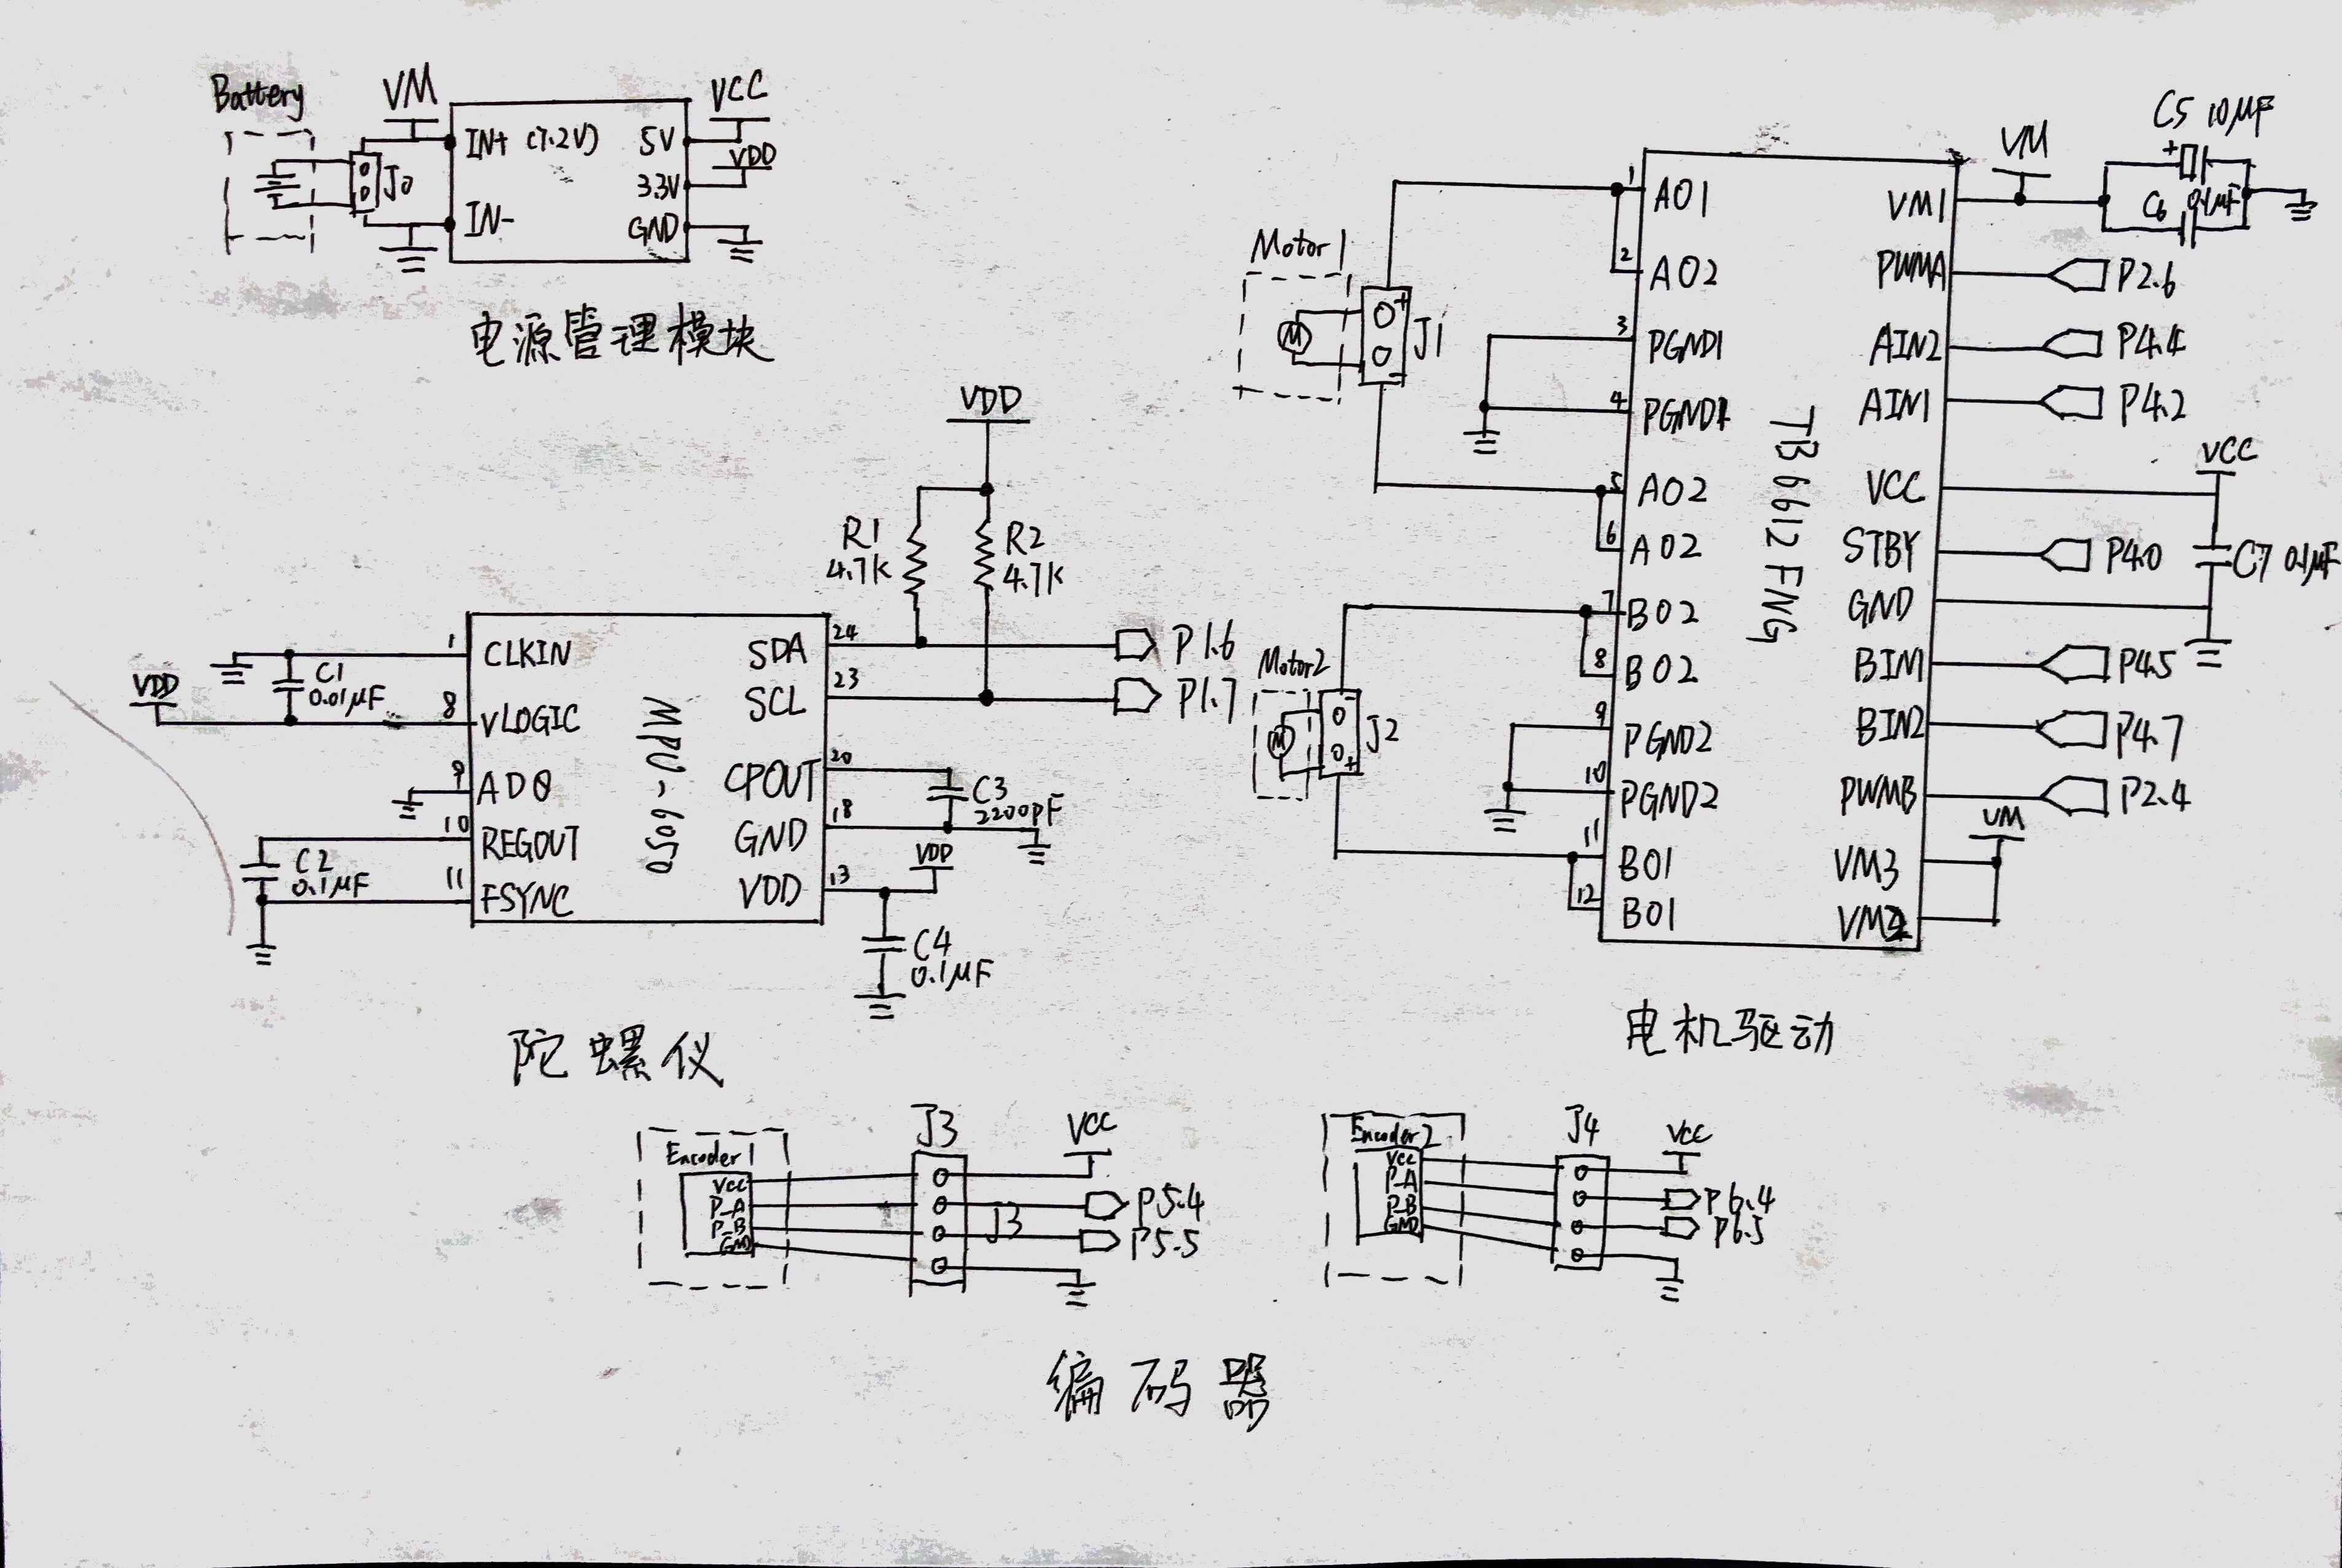 Battery
VM
VCC
IN+ (7.2V)
5V
VDD
J0
3.3V
IN-
GND
电源管理模块
VDD
R1
4.7K
R2
4.7K
1
CLKIN
24
SDA
P1.6
C1
0.01μF
VDD
8
VLOGIC
23
SCL
P1.7
MPU-6050
9
AD0
20
CPOUT
C3
2200pF
10
REGOUT
18
GND
C2
0.1μF
VDD
11
FSYNC
13
VDD
C4
0.1μF
陀螺仪
C5 10μF
+
VM
C6 0.1μF
1
AO1
VM1
2
AO2
PWMA
P2.6
Motor1
+
J1
-
3
PGND1
AIN2
P4.4
4
PGND1
AIN1
P4.2
TB6612FNG
VCC
5
AO2
VCC
6
AO2
STBY
P4.0
C7 0.1μF
7
BO2
GND
Motor2
-
J2
+
8
BO2
BIN1
P4.5
9
PGND2
BIN2
P4.7
10
PGND2
PWMB
P2.4
VM
11
BO1
VM3
12
BO1
VM2
电机驱动
Encoder1
VCC
P_A
P_B
GND
J3
VCC
P5.4
J3
P5.5
Encoder2
VCC
P_A
P_B
GND
J4
VCC
P6.4
P6.5
编码器